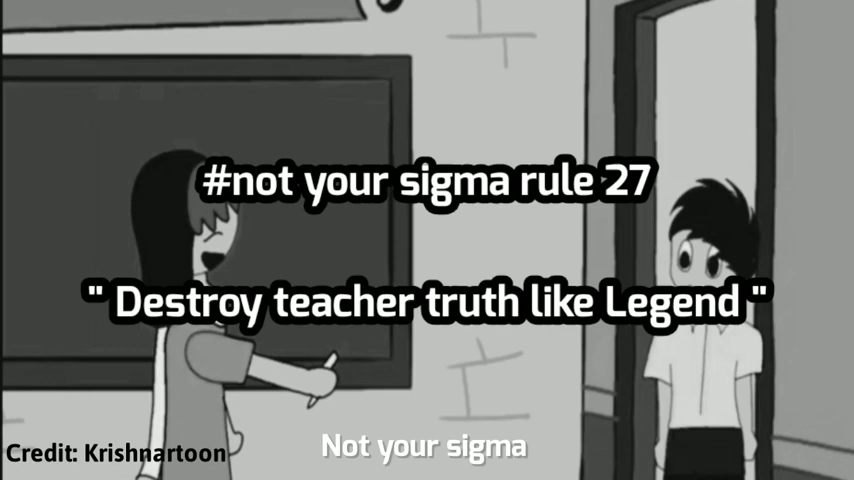 #not your sigma rule 27
" Destroy teacher truth like Legend "
Not your sigma
Credit: Krishnartoon